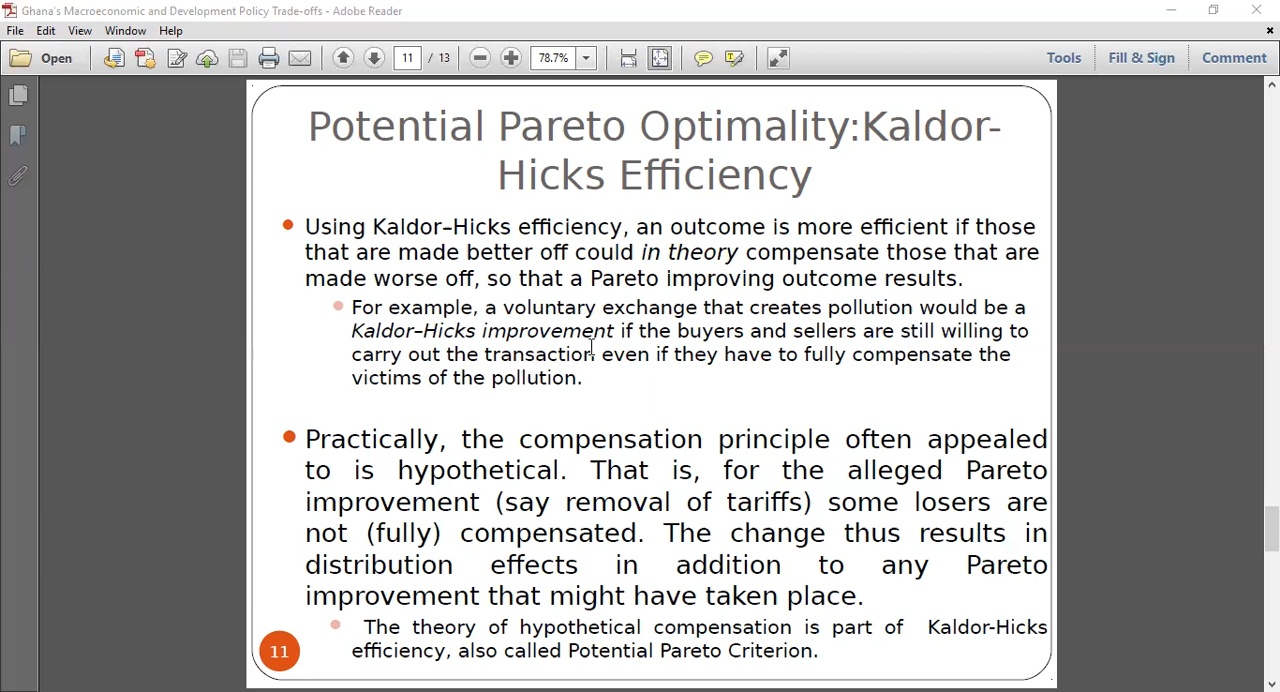 Ghana's Macroeconomic and Development Policy Trade-offs - Adobe Reader
File Edit View Window Help
Open 11 / 13 78.7% Tools Fill & Sign Comment
Potential Pareto Optimality:Kaldor-
Hicks Efficiency
Using Kaldor–Hicks efficiency, an outcome is more efficient if those
that are made better off could in theory compensate those that are
made worse off, so that a Pareto improving outcome results.
For example, a voluntary exchange that creates pollution would be a
Kaldor–Hicks improvement if the buyers and sellers are still willing to
carry out the transaction even if they have to fully compensate the
victims of the pollution.
Practically, the compensation principle often appealed
to is hypothetical. That is, for the alleged Pareto
improvement (say removal of tariffs) some losers are
not (fully) compensated. The change thus results in
distribution effects in addition to any Pareto
improvement that might have taken place.
The theory of hypothetical compensation is part of Kaldor-Hicks
efficiency, also called Potential Pareto Criterion.
11